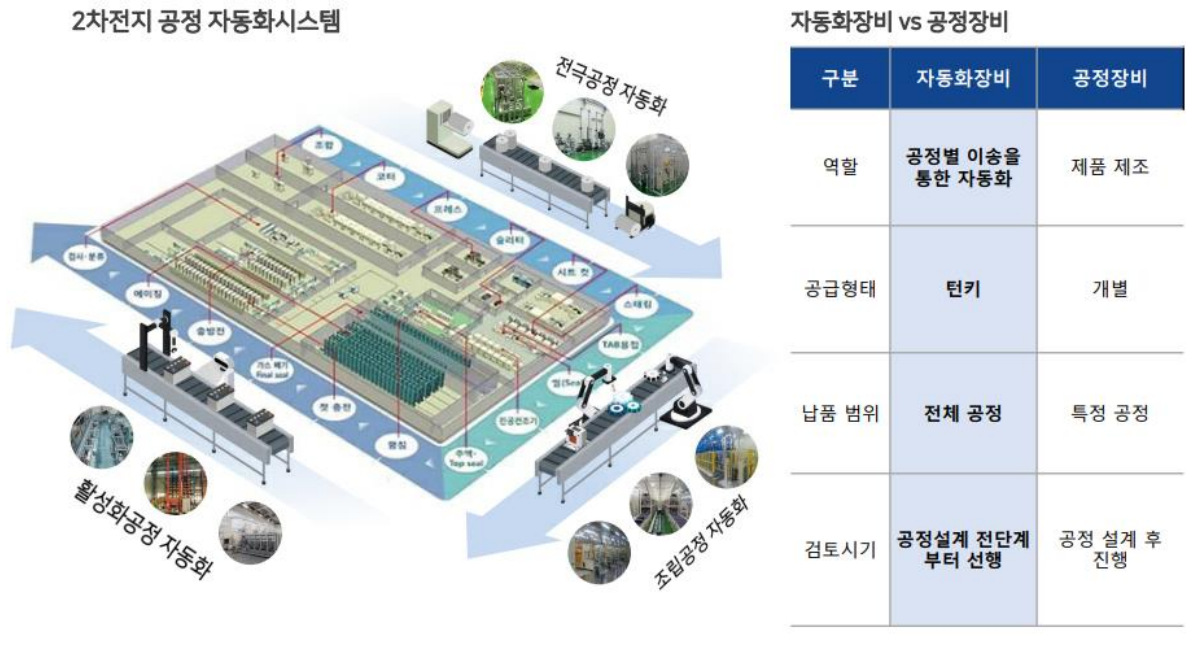 2차전지 공정 자동화시스템
전극공정 자동화
조합
코터
프레스
슬리터
시트 컷
스태킹
TAB용접
씰(Seal)
진공건조기
주액·
Top seal
웨팅
첫 충전
가스 빼기
Final seal
충방전
에이징
검사·분류
활성화공정 자동화
조립공정 자동화
자동화장비 vs 공정장비
구분 자동화장비 공정장비
역할 공정별 이송을
통한 자동화 제품 제조
공급형태 턴키 개별
납품 범위 전체 공정 특정 공정
검토시기 공정설계 전단계
부터 선행 공정 설계 후
진행